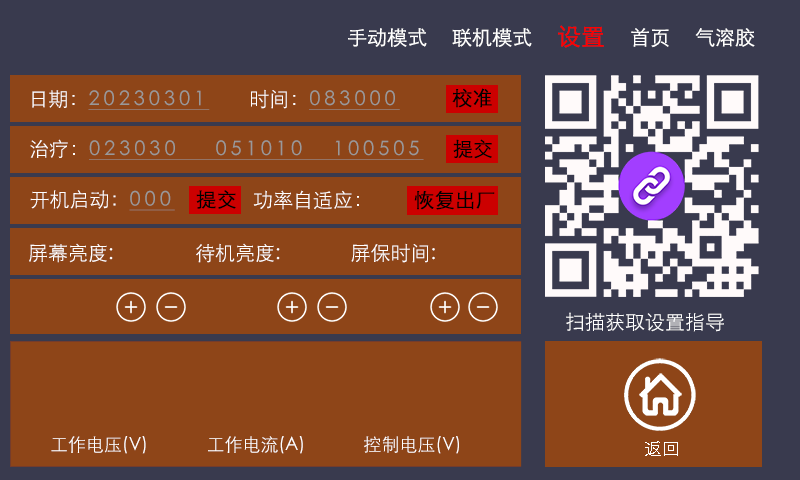 手动模式 联机模式 设置 首页 气溶胶
日期：20230301 时间：083000 校准
治疗：023030 051010 100505 提交
开机启动：000 提交 功率自适应： 恢复出厂
屏幕亮度： 待机亮度： 屏保时间：
扫描获取设置指导
工作电压(V) 工作电流(A) 控制电压(V)
返回